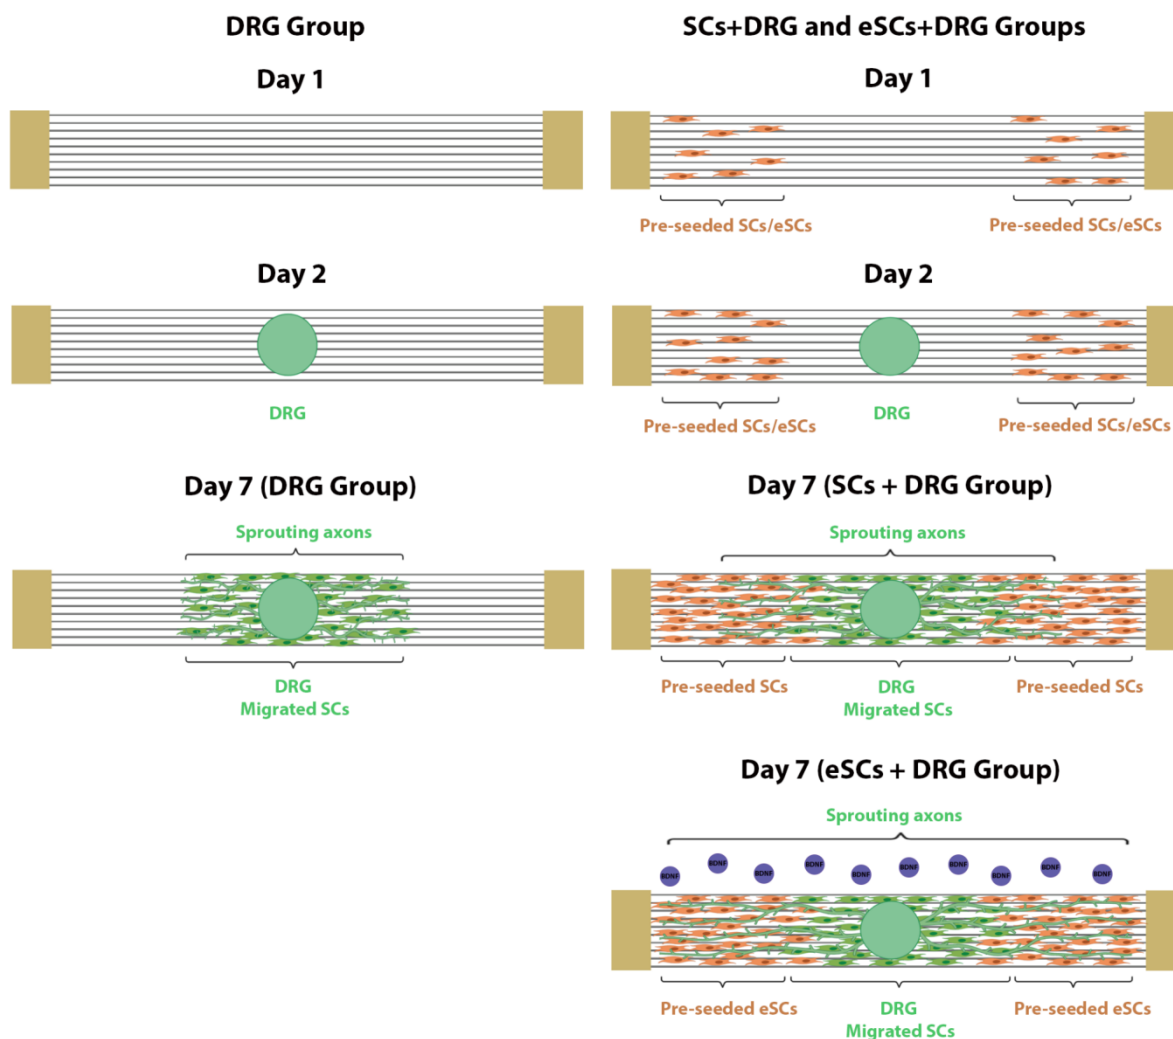 DRG Group
Day 1
Day 2
DRG
Day 7 (DRG Group)
Sprouting axons
DRG
Migrated SCs
SCs+DRG and eSCs+DRG Groups
Day 1
Pre-seeded SCs/eSCs
Pre-seeded SCs/eSCs
Day 2
Pre-seeded SCs/eSCs
DRG
Pre-seeded SCs/eSCs
Day 7 (SCs + DRG Group)
Sprouting axons
Pre-seeded SCs
DRG
Migrated SCs
Pre-seeded SCs
Day 7 (eSCs + DRG Group)
Sprouting axons
BDNF
BDNF
BDNF
BDNF
BDNF
BDNF
BDNF
BDNF
BDNF
BDNF
Pre-seeded eSCs
DRG
Migrated SCs
Pre-seeded eSCs